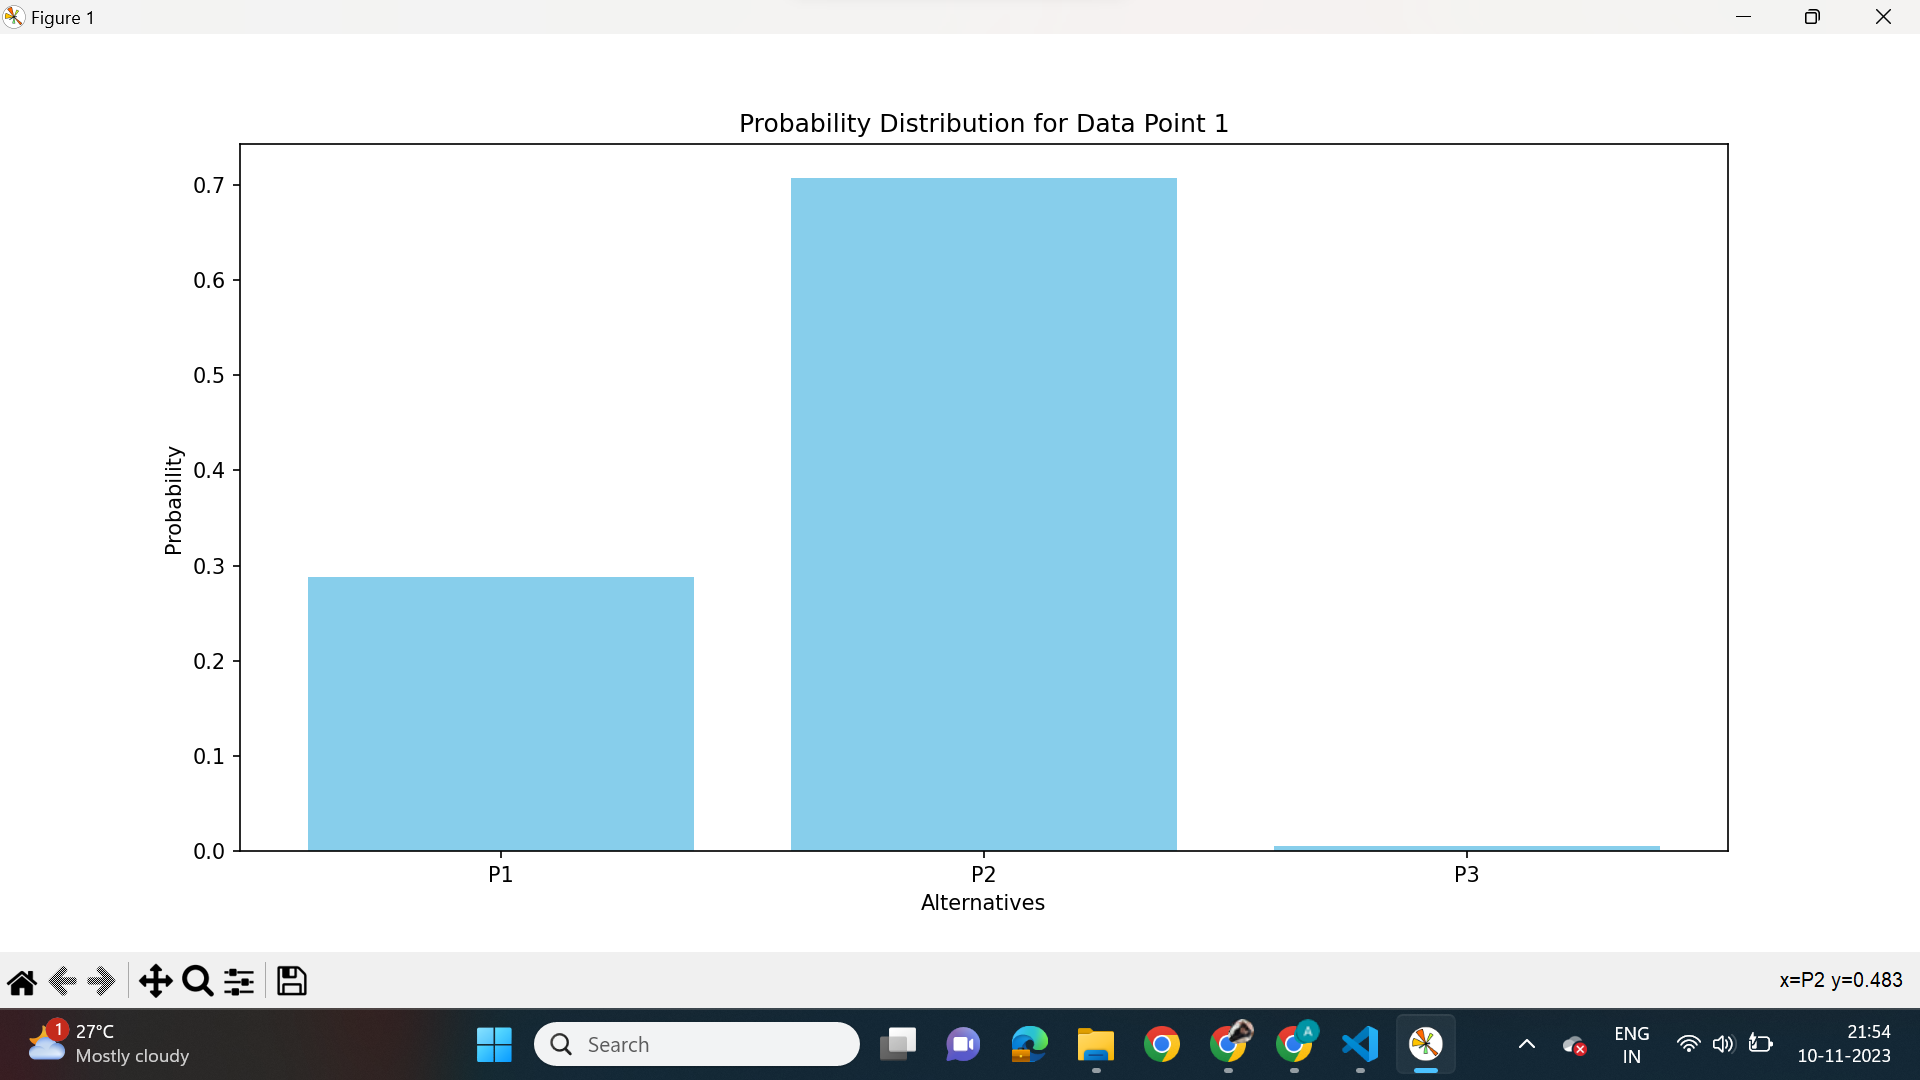 Figure 1
Probability Distribution for Data Point 1
0.7
0.6
0.5
0.4
0.3
0.2
0.1
0.0
Probability
P1 P2 P3
Alternatives
x=P2 y=0.483
1
27°C
Mostly cloudy
Search
A
ENG
IN
21:54
10-11-2023